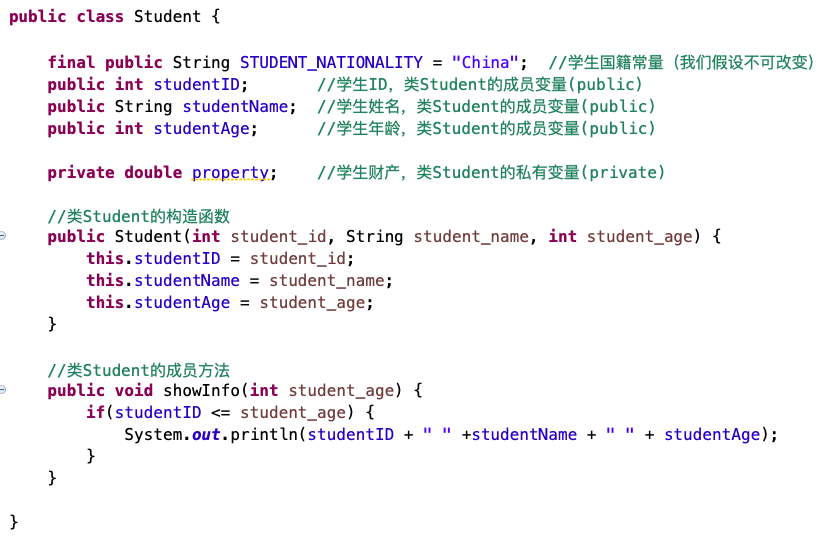 public class Student {
final public String STUDENT_NATIONALITY = "China";  //学生国籍常量（我们假设不可改变）
public int studentID;       //学生ID，类Student的成员变量(public)
public String studentName;  //学生姓名，类Student的成员变量(public)
public int studentAge;      //学生年龄，类Student的成员变量(public)
private double property;    //学生财产，类Student的私有变量(private)
//类Student的构造函数
public Student(int student_id, String student_name, int student_age) {
this.studentID = student_id;
this.studentName = student_name;
this.studentAge = student_age;
}
//类Student的成员方法
public void showInfo(int student_age) {
if(studentID <= student_age) {
System.out.println(studentID + " " +studentName + " " + studentAge);
}
}
}